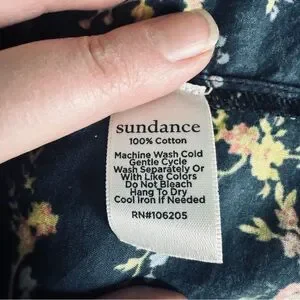 sundance
100% Cotton
Machine Wash Cold
Gentle Cycle
Wash Separately Or
With Like Colors
Do Not Bleach
Hang To Dry
Cool Iron if Needed
RN#106205